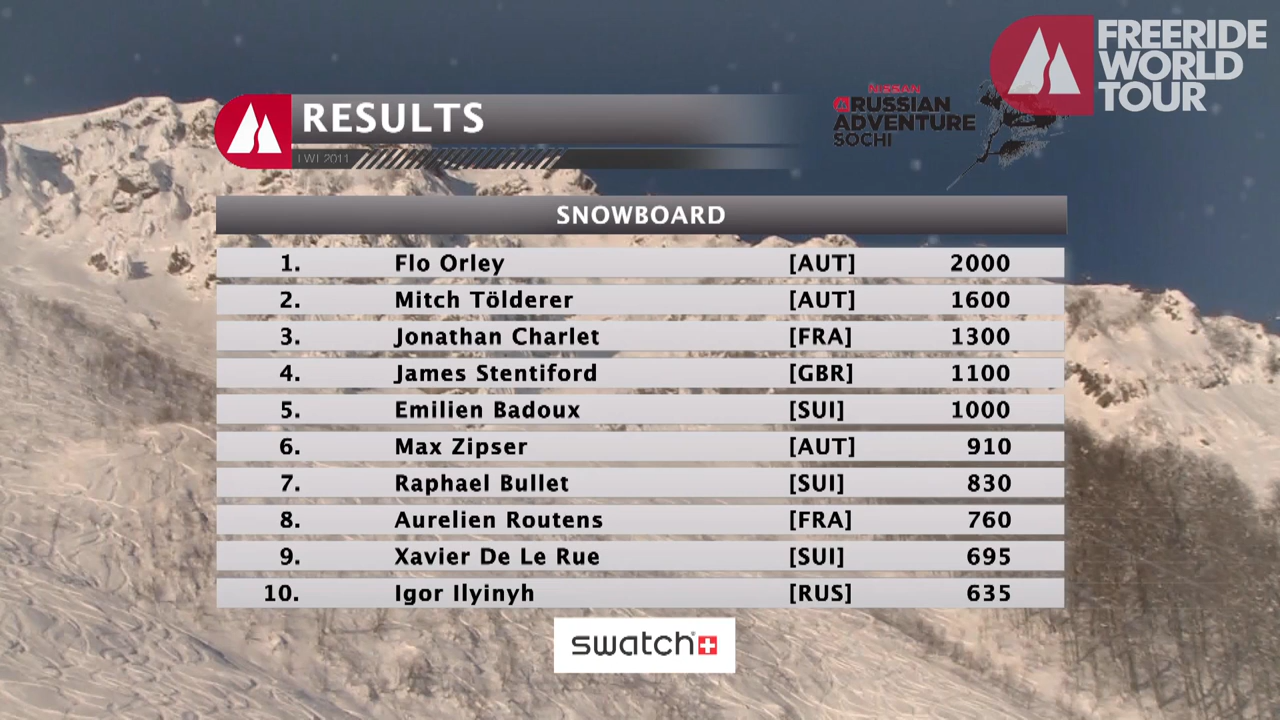 FREERIDE
WORLD
TOUR
NISSAN
RUSSIAN
ADVENTURE
SOCHI
RESULTS
SNOWBOARD
1. Flo Orley [AUT] 2000
2. Mitch Tölderer [AUT] 1600
3. Jonathan Charlet [FRA] 1300
4. James Stentiford [GBR] 1100
5. Emilien Badoux [SUI] 1000
6. Max Zipser [AUT] 910
7. Raphael Bullet [SUI] 830
8. Aurelien Routens [FRA] 760
9. Xavier De Le Rue [SUI] 695
10. Igor Ilyinyh [RUS] 635
swatch